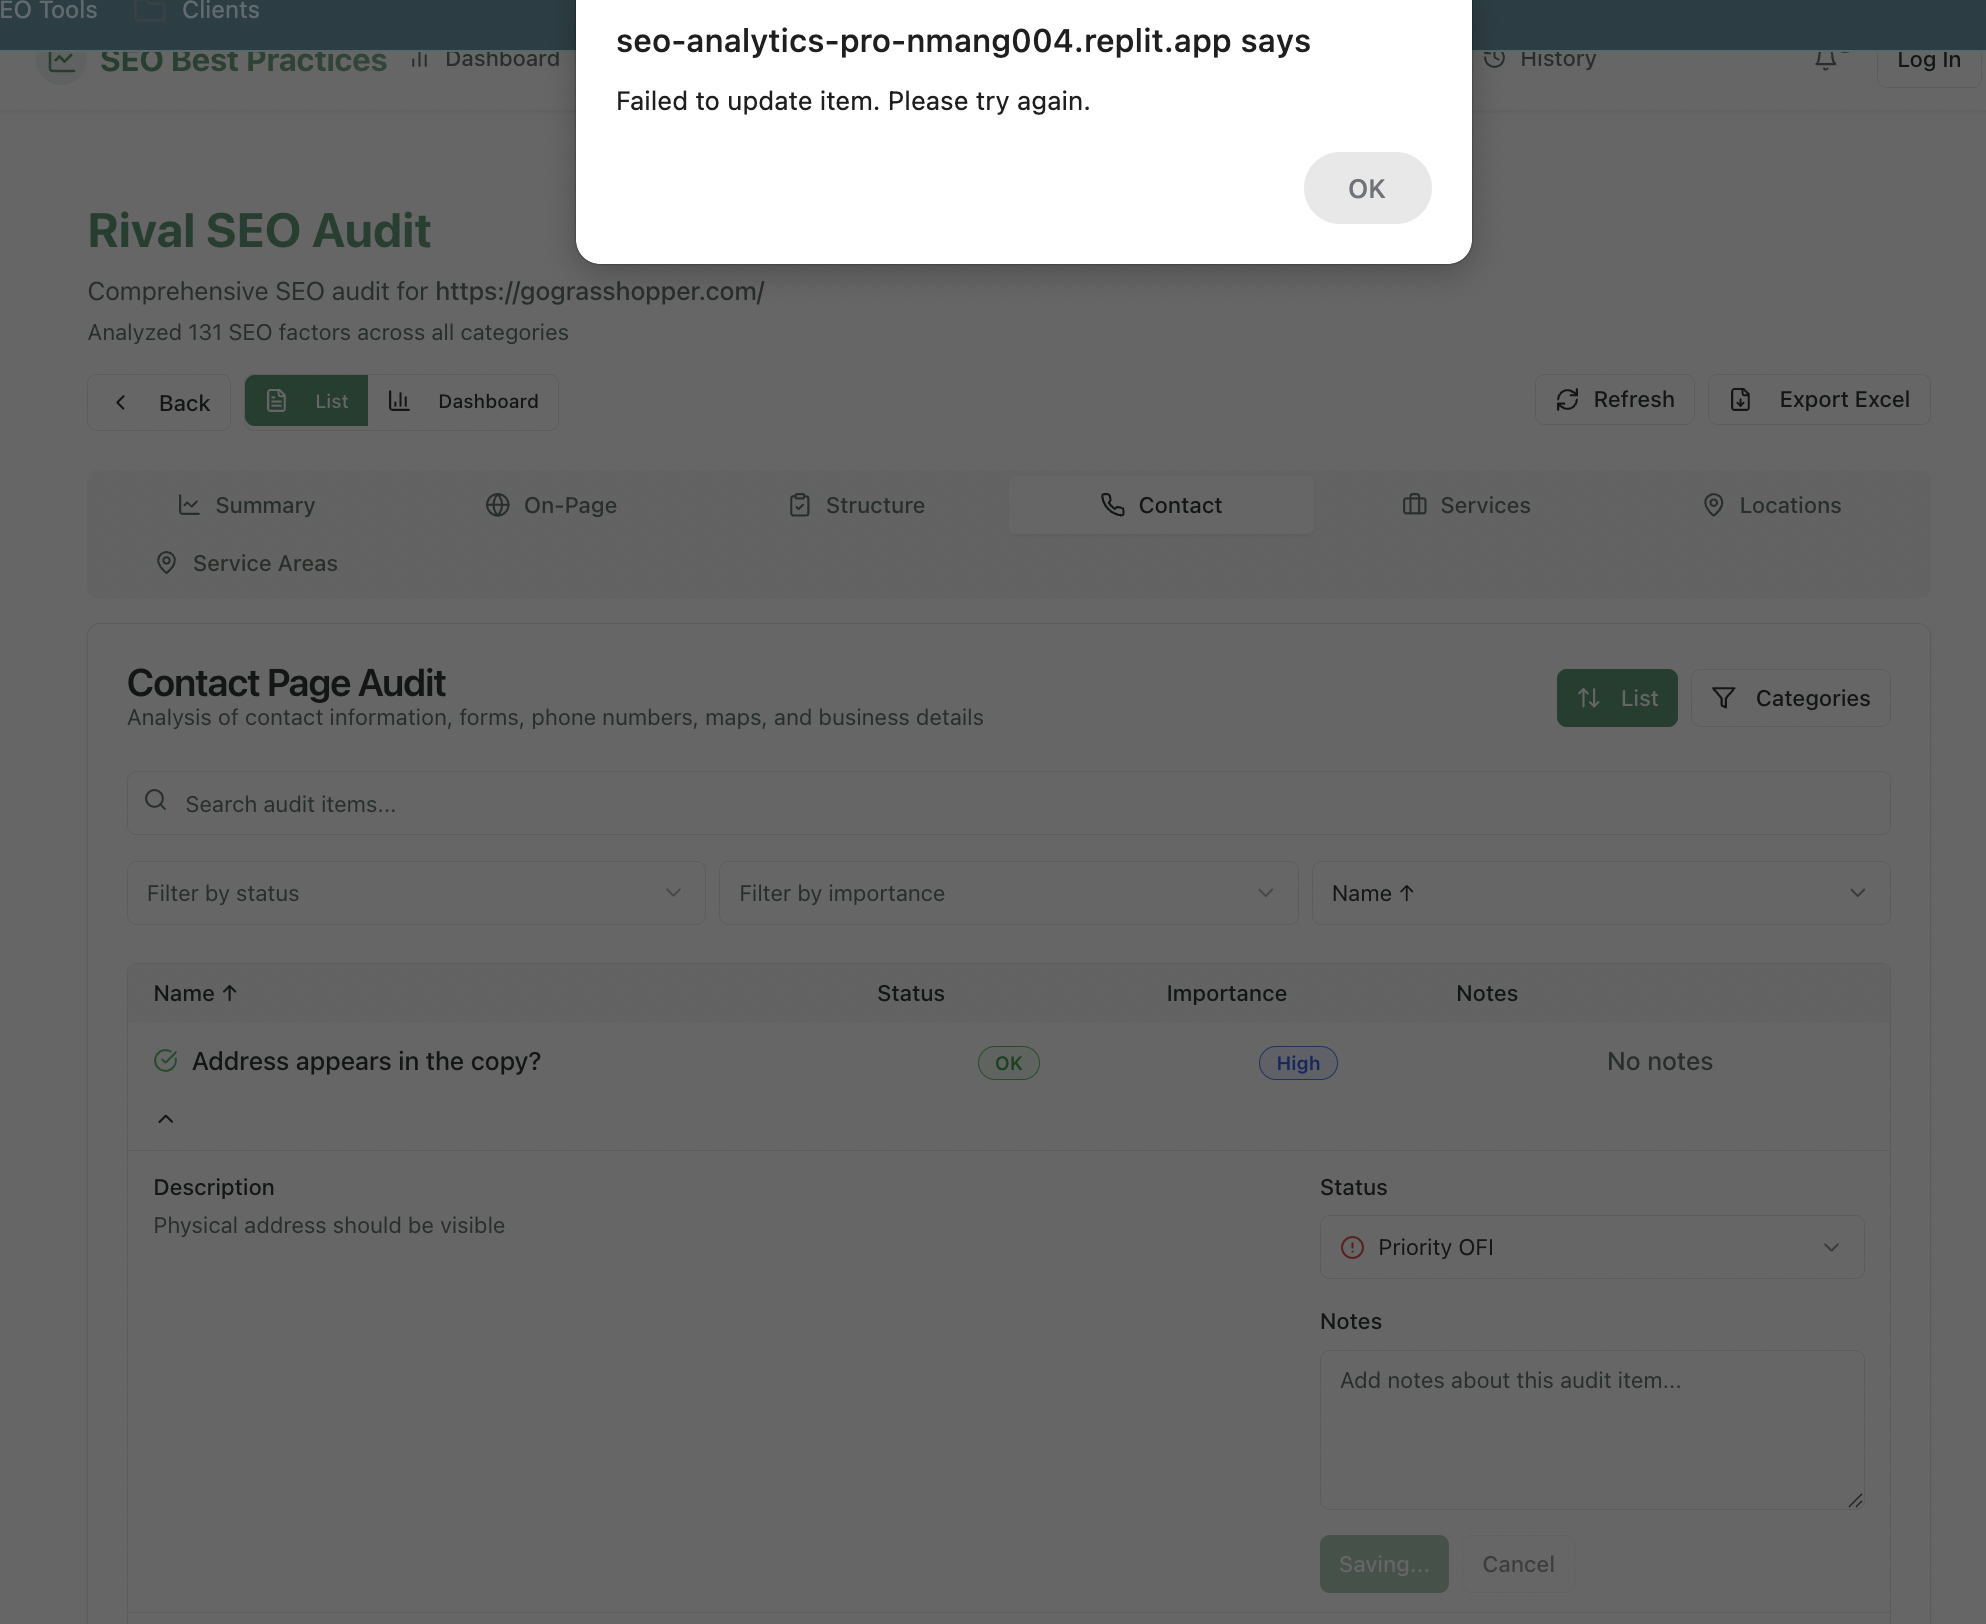 EO Tools Clients
seo-analytics-pro-nmang004.replit.app says
Failed to update item. Please try again.
OK
SEO Best Practices Dashboard History Log In
Rival SEO Audit
Comprehensive SEO audit for https://gograsshopper.com/
Analyzed 131 SEO factors across all categories
Back List Dashboard Refresh Export Excel
Summary On-Page Structure Contact Services Locations
Service Areas
Contact Page Audit
Analysis of contact information, forms, phone numbers, maps, and business details
List Categories
Search audit items...
Filter by status Filter by importance Name ↑
Name ↑ Status Importance Notes
Address appears in the copy? OK High No notes
Description
Physical address should be visible
Status
Priority OFI
Notes
Add notes about this audit item...
Saving... Cancel